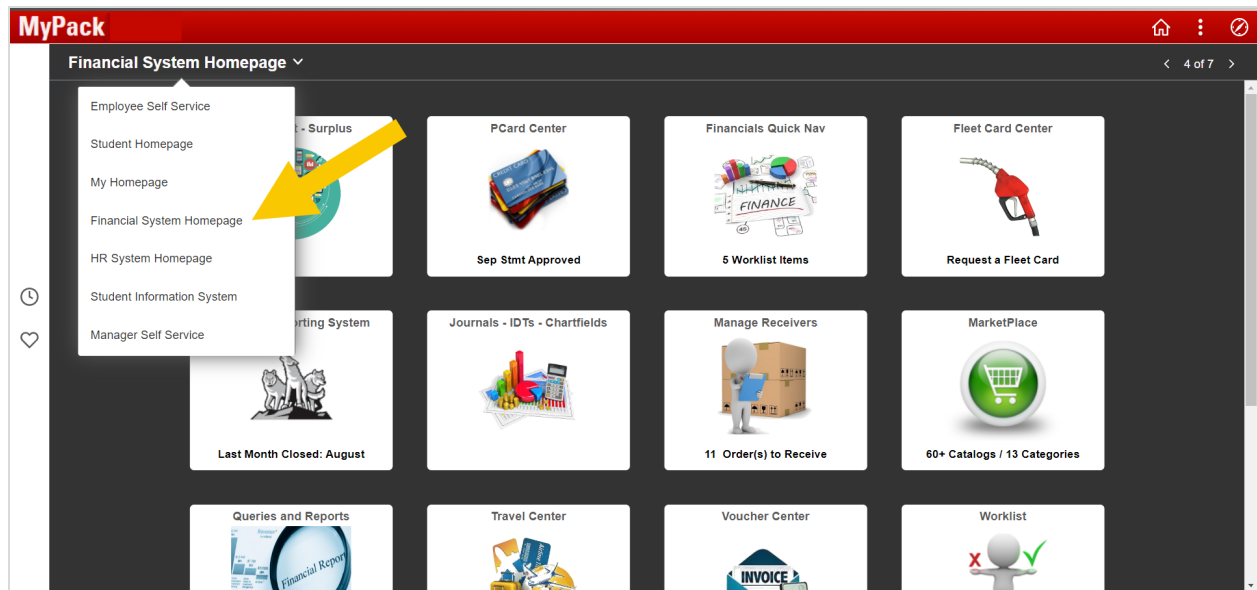 MyPack
Financial System Homepage
4 of 7
Employee Self Service
Student Homepage
My Homepage
Financial System Homepage
HR System Homepage
Student Information System
Manager Self Service
- Surplus
PCard Center
Financials Quick Nav
Fleet Card Center
CREDIT CARD
FINANCE
Sep Stmt Approved
5 Worklist Items
Request a Fleet Card
orting System
Journals - IDTs - Chartfields
Manage Receivers
MarketPlace
Last Month Closed: August
11 Order(s) to Receive
60+ Catalogs / 13 Categories
Queries and Reports
Travel Center
Voucher Center
Worklist
Financial Report
INVOICE